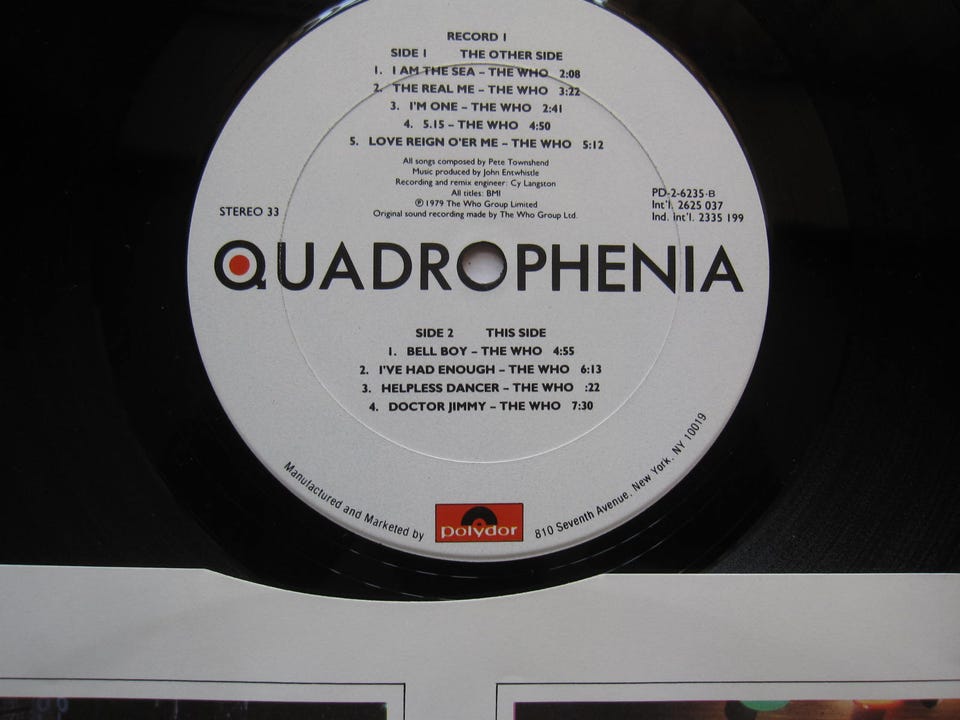 RECORD 1
SIDE 1 THE OTHER SIDE
1. I AM THE SEA – THE WHO 2:08
2. THE REAL ME – THE WHO 3:22
3. I'M ONE – THE WHO 2:41
4. 5.15 – THE WHO 4:50
5. LOVE REIGN O'ER ME – THE WHO 5:12
All songs composed by Pete Townshend
Music produced by John Entwhistle
Recording and remix engineer: Cy Langston
All titles: BMI
℗ 1979 The Who Group Limited
Original sound recording made by The Who Group Ltd.
STEREO 33
PD-2-6235-B
Int'l. 2625 037
Ind. Int'l. 2335 199
QUADROPHENIA
SIDE 2 THIS SIDE
1. BELL BOY – THE WHO 4:55
2. I'VE HAD ENOUGH – THE WHO 6:13
3. HELPLESS DANCER – THE WHO :22
4. DOCTOR JIMMY – THE WHO 7:30
Manufactured and Marketed by
polydor
810 Seventh Avenue, New York, NY 10019